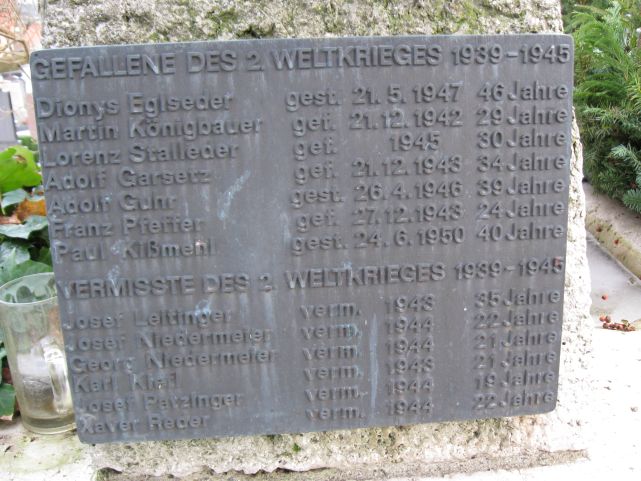 GEFALLENE DES 2. WELTKRIEGES 1939-1945
Dionys Eglseder gest. 21.5.1947 46 Jahre
Martin Königbauer gef. 21.12.1942 29 Jahre
Lorenz Stalleder gef. 1945 30 Jahre
Adolf Garsetz gef. 21.12.1943 34 Jahre
Adolf Guhr gest. 26.4.1946 39 Jahre
Franz Pfeffer gef. 27.12.1943 24 Jahre
Paul Kißmehl gest. 24.6.1950 40 Jahre
VERMISSTE DES 2. WELTKRIEGES 1939-1945
Josef Leitinger verm. 1943 35 Jahre
Josef Niedermeier verm. 1944 22 Jahre
Georg Niedermeier verm. 1944 21 Jahre
Karl verm. 1943 21 Jahre
Josef Patzinger verm. 1944 19 Jahre
Xaver Reder verm. 1944 22 Jahre